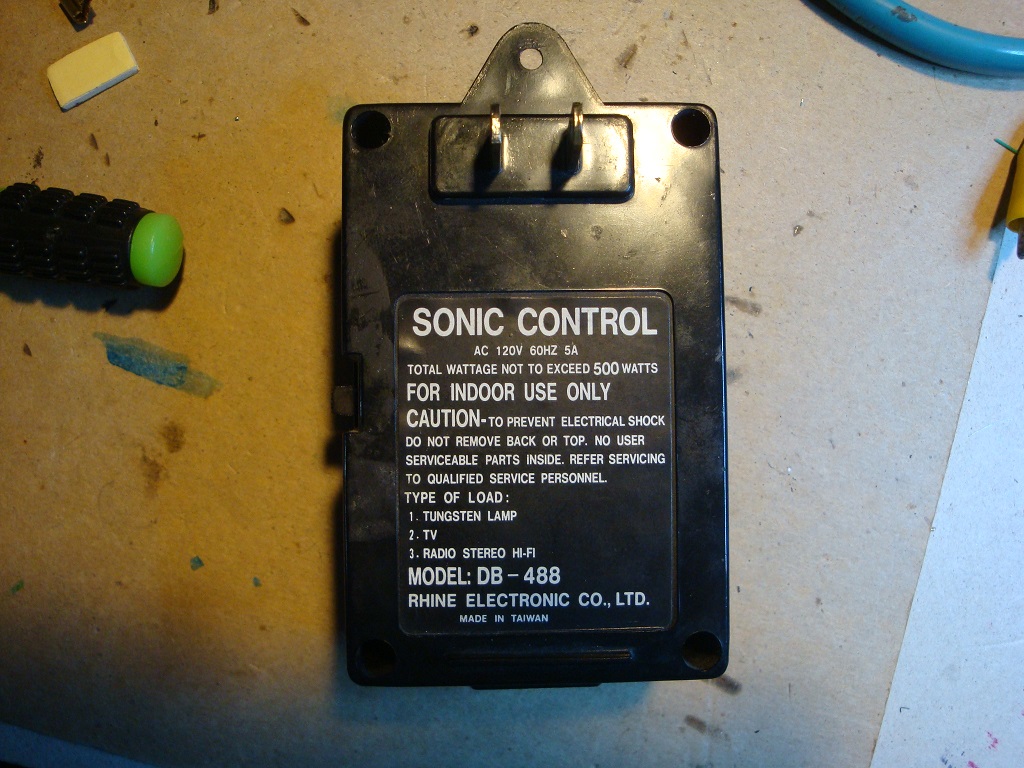 SONIC CONTROL
AC 120V 60HZ 5A
TOTAL WATTAGE NOT TO EXCEED 500 WATTS
FOR INDOOR USE ONLY
CAUTION-TO PREVENT ELECTRICAL SHOCK
DO NOT REMOVE BACK OR TOP. NO USER
SERVICEABLE PARTS INSIDE. REFER SERVICING
TO QUALIFIED SERVICE PERSONNEL.
TYPE OF LOAD:
1. TUNGSTEN LAMP
2. TV
3. RADIO STEREO HI-FI
MODEL: DB-488
RHINE ELECTRONIC CO., LTD.
MADE IN TAIWAN